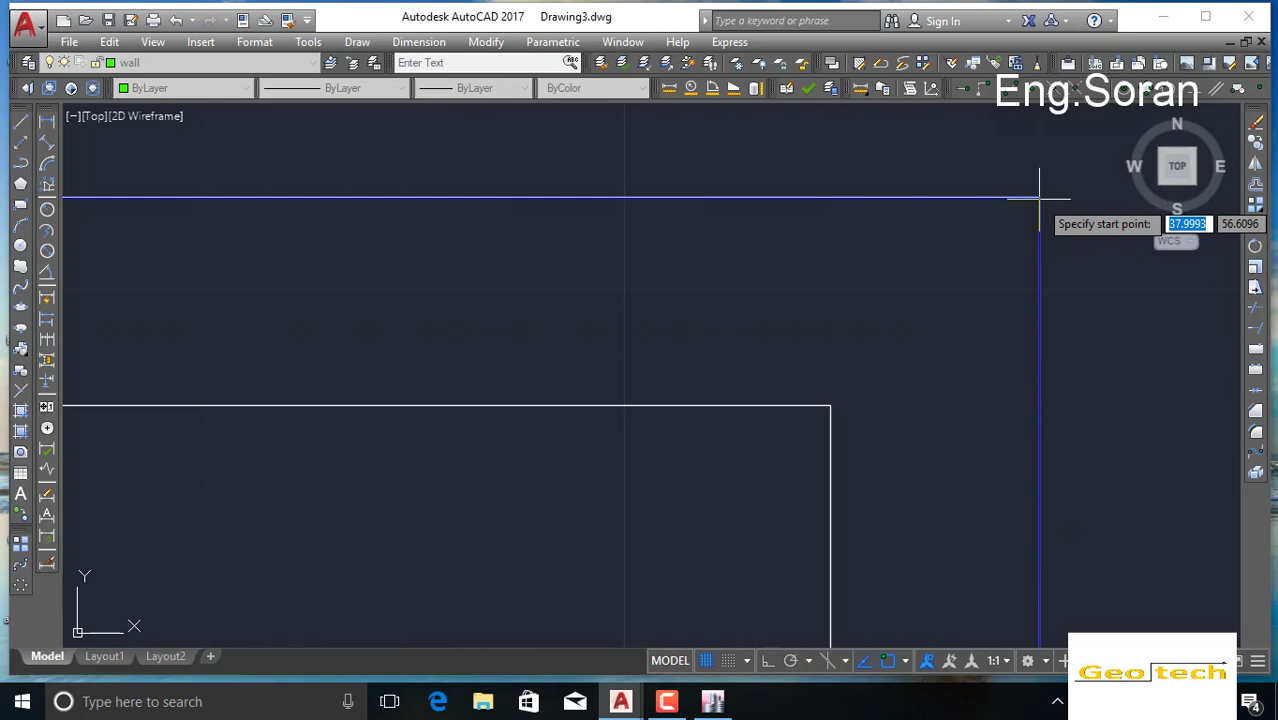 Autodesk AutoCAD 2017 Drawing3.dwg
Type a keyword or phrase
Sign In
File Edit View Insert Format Tools Draw Dimension Modify Parametric Window Help Express
wall
Enter Text
ByLayer ByLayer ByLayer ByColor
Eng.Soran
[−][Top][2D Wireframe]
N
W TOP E
S
Specify start point: 37.9993 56.6096
WCS
Y
X
Model Layout1 Layout2 +
MODEL 1:1
Geotech
Type here to search
4